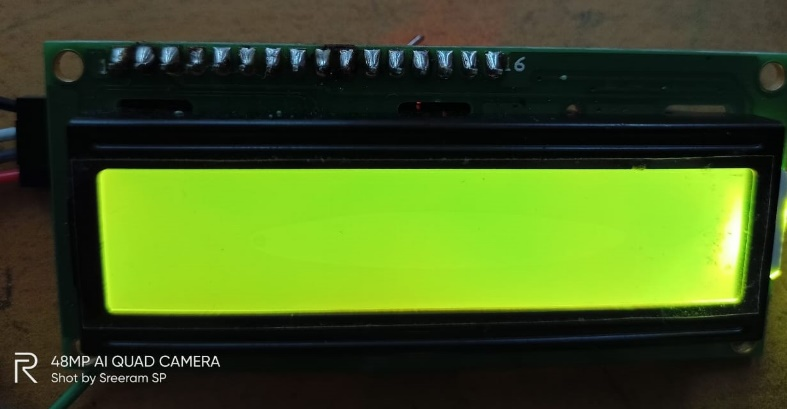 1
16
R
48MP AI QUAD CAMERA
Shot by Sreeram SP